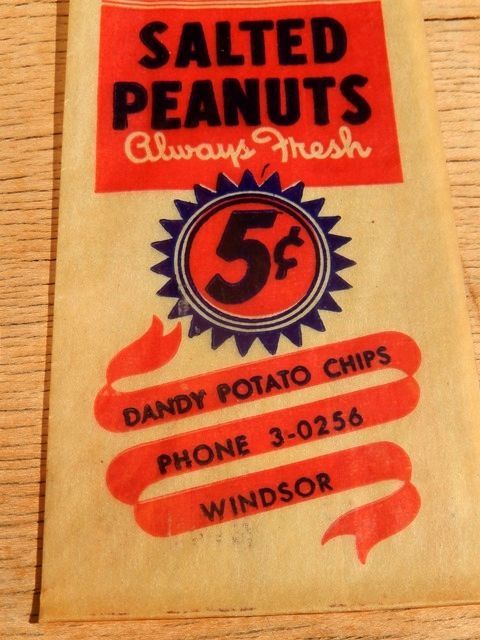 SALTED
PEANUTS
Always Fresh
5¢
DANDY POTATO CHIPS
PHONE 3-0256
WINDSOR